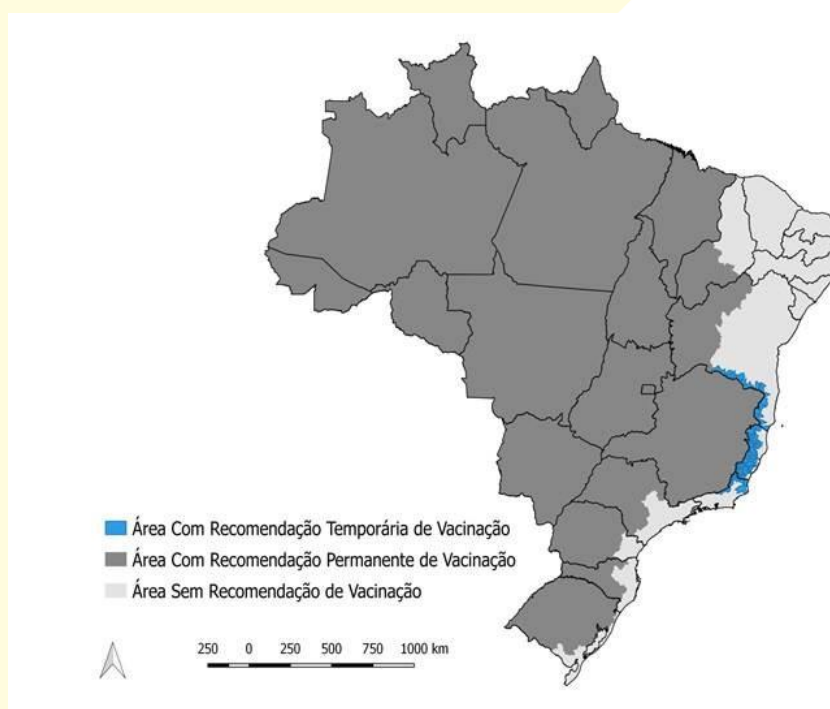 Área Com Recomendação Temporária de Vacinação
Área Com Recomendação Permanente de Vacinação
Área Sem Recomendação de Vacinação
250 0 250 500 750 1000 km